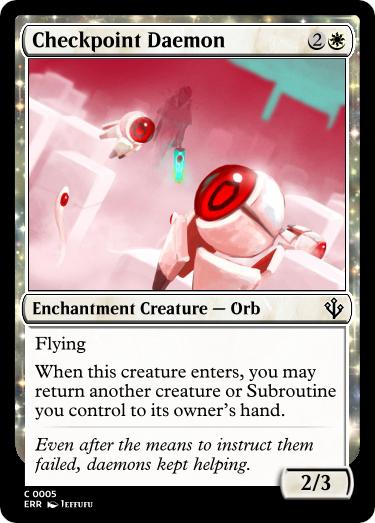 Checkpoint Daemon
2
Enchantment Creature — Orb
Flying
When this creature enters, you may
return another creature or Subroutine
you control to its owner's hand.
Even after the means to instruct them
failed, daemons kept helping.
2/3
C 0005
ERR Jeffufu